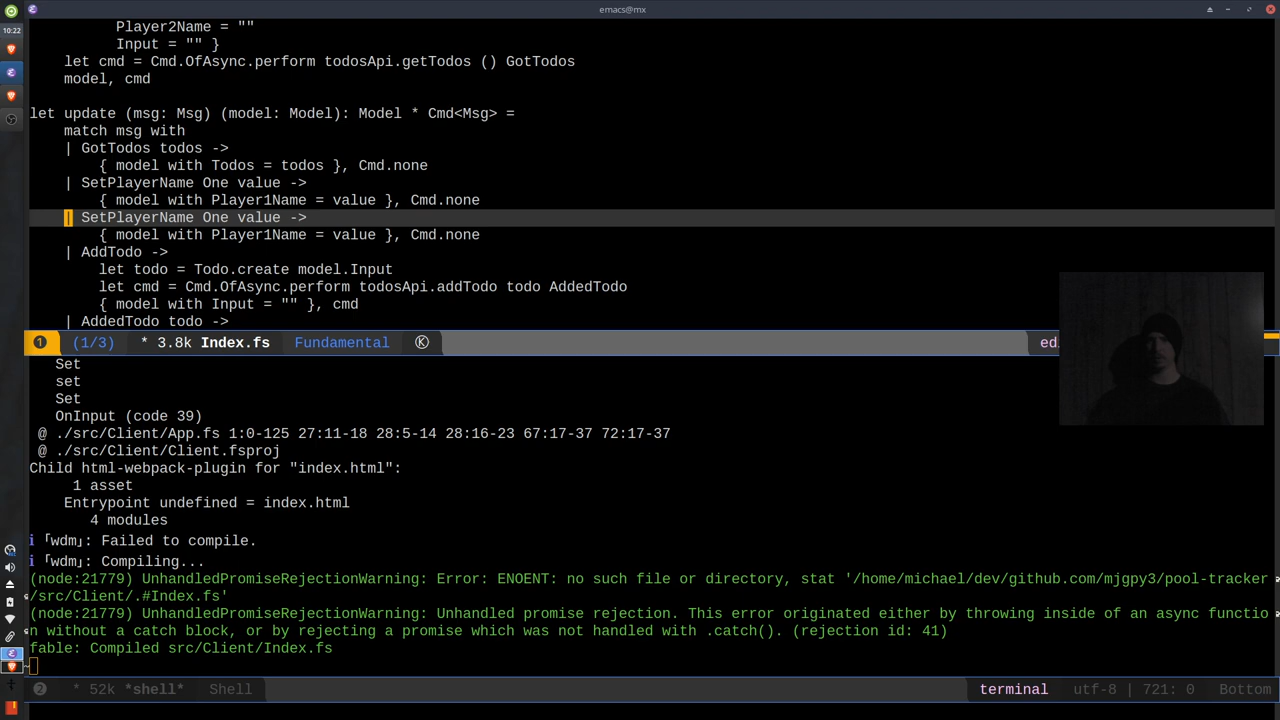 emacs@mx
10:22
            Player2Name = ""
            Input = "" }
    let cmd = Cmd.OfAsync.perform todosApi.getTodos () GotTodos
    model, cmd
let update (msg: Msg) (model: Model): Model * Cmd<Msg> =
    match msg with
    | GotTodos todos ->
        { model with Todos = todos }, Cmd.none
    | SetPlayerName One value ->
        { model with Player1Name = value }, Cmd.none
    | SetPlayerName One value ->
        { model with Player1Name = value }, Cmd.none
    | AddTodo ->
        let todo = Todo.create model.Input
        let cmd = Cmd.OfAsync.perform todosApi.addTodo todo AddedTodo
        { model with Input = "" }, cmd
    | AddedTodo todo ->
❶ (1/3) * 3.8k Index.fs Fundamental Ⓚ
   Set
   set
   Set
   OnInput (code 39)
 @ ./src/Client/App.fs 1:0-125 27:11-18 28:5-14 28:16-23 67:17-37 72:17-37
 @ ./src/Client/Client.fsproj
Child html-webpack-plugin for "index.html":
     1 asset
    Entrypoint undefined = index.html
       4 modules
ℹ ｢wdm｣: Failed to compile.
ℹ ｢wdm｣: Compiling...
(node:21779) UnhandledPromiseRejectionWarning: Error: ENOENT: no such file or directory, stat '/home/michael/dev/github.com/mjgpy3/pool-tracker
/src/Client/.#Index.fs'
(node:21779) UnhandledPromiseRejectionWarning: Unhandled promise rejection. This error originated either by throwing inside of an async functio
n without a catch block, or by rejecting a promise which was not handled with .catch(). (rejection id: 41)
fable: Compiled src/Client/Index.fs
❷ * 52k *shell* Shell terminal utf-8 | 721: 0 Bottom